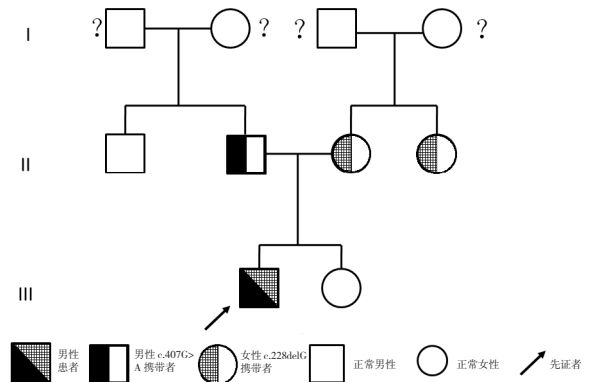 I
? ? ? ?
II
III
男性
患者
男性 c.407G>
A 携带者
女性 c.228delG
携带者
正常男性
正常女性
先证者